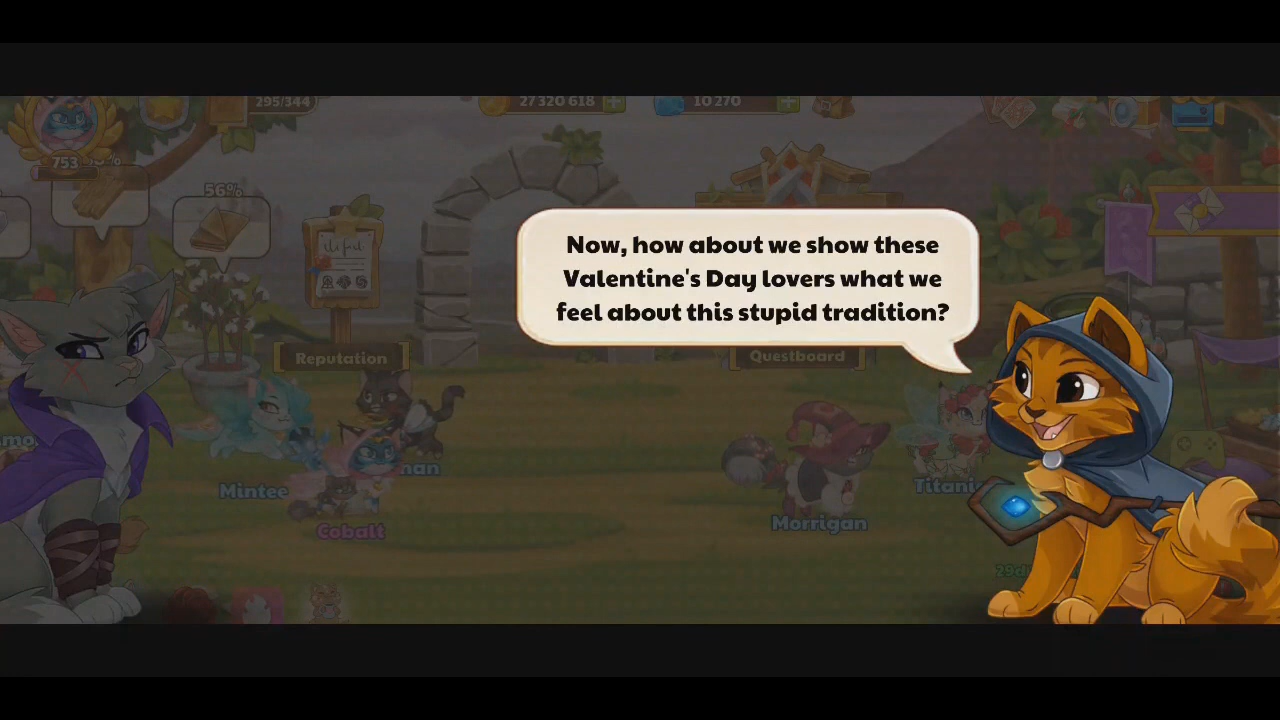 295/344
27 320 618
10 270
753
56%
Now, how about we show these
Valentine's Day lovers what we
feel about this stupid tradition?
Reputation
Questboard
Mintee
Cobalt
Morrigan